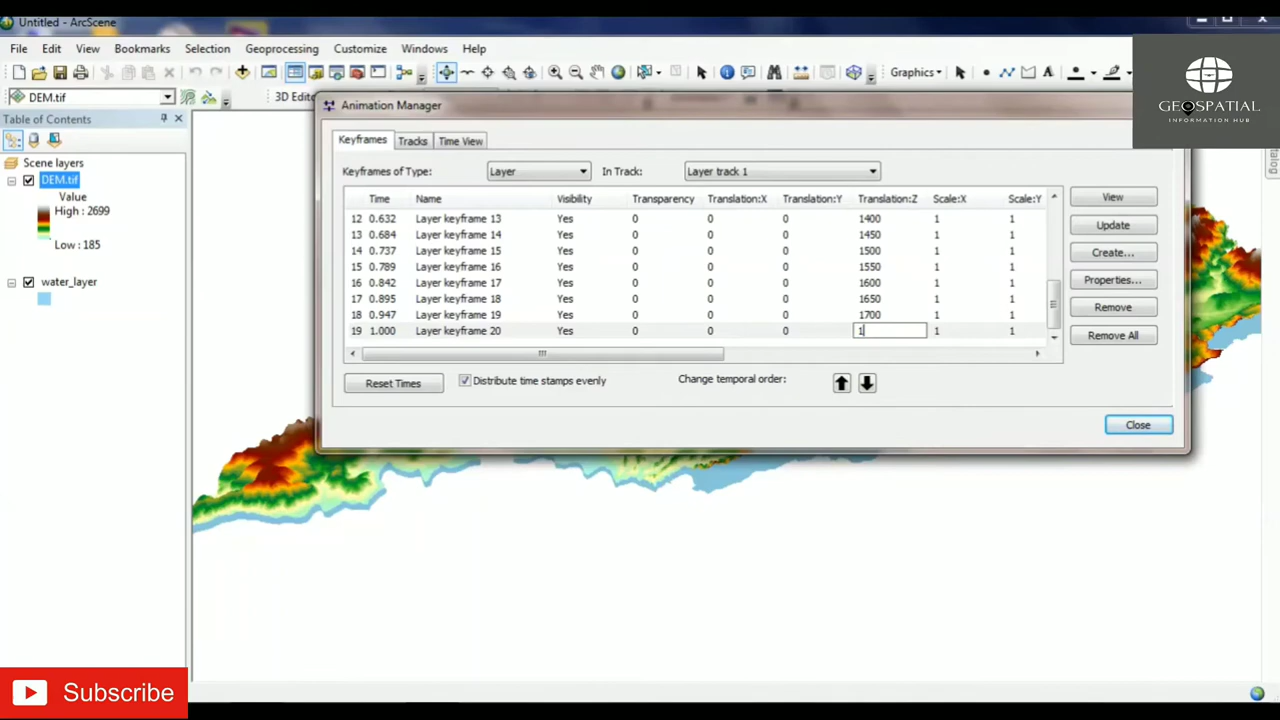 Untitled - ArcScene
File Edit View Bookmarks Selection Geoprocessing Customize Windows Help
Graphics
DEM.tif
3D Edito
GEOSPATIAL
INFORMATION HUB
Table of Contents
Scene layers
DEM.tif
Value
High : 2699
Low : 185
water_layer
Animation Manager
Keyframes Tracks Time View
Keyframes of Type: Layer In Track: Layer track 1
Time Name Visibility Transparency Translation:X Translation:Y Translation:Z Scale:X Scale:Y
12 0.632 Layer keyframe 13 Yes 0 0 0 1400 1 1
13 0.684 Layer keyframe 14 Yes 0 0 0 1450 1 1
14 0.737 Layer keyframe 15 Yes 0 0 0 1500 1 1
15 0.789 Layer keyframe 16 Yes 0 0 0 1550 1 1
16 0.842 Layer keyframe 17 Yes 0 0 0 1600 1 1
17 0.895 Layer keyframe 18 Yes 0 0 0 1650 1 1
18 0.947 Layer keyframe 19 Yes 0 0 0 1700 1 1
19 1.000 Layer keyframe 20 Yes 0 0 0 1 1 1
View
Update
Create...
Properties...
Remove
Remove All
Reset Times Distribute time stamps evenly Change temporal order:
Close
Catalog
Subscribe